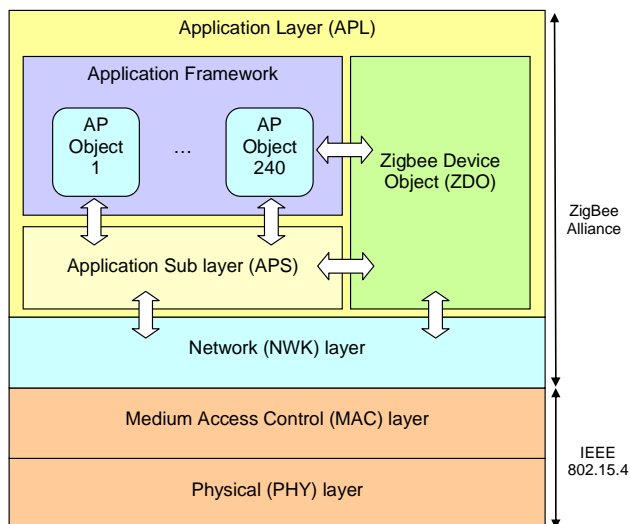 Application Layer (APL)
Application Framework
AP
Object
1
…
AP
Object
240
Zigbee Device
Object (ZDO)
Application Sub layer (APS)
ZigBee
Alliance
Network (NWK) layer
Medium Access Control (MAC) layer
IEEE
802.15.4
Physical (PHY) layer